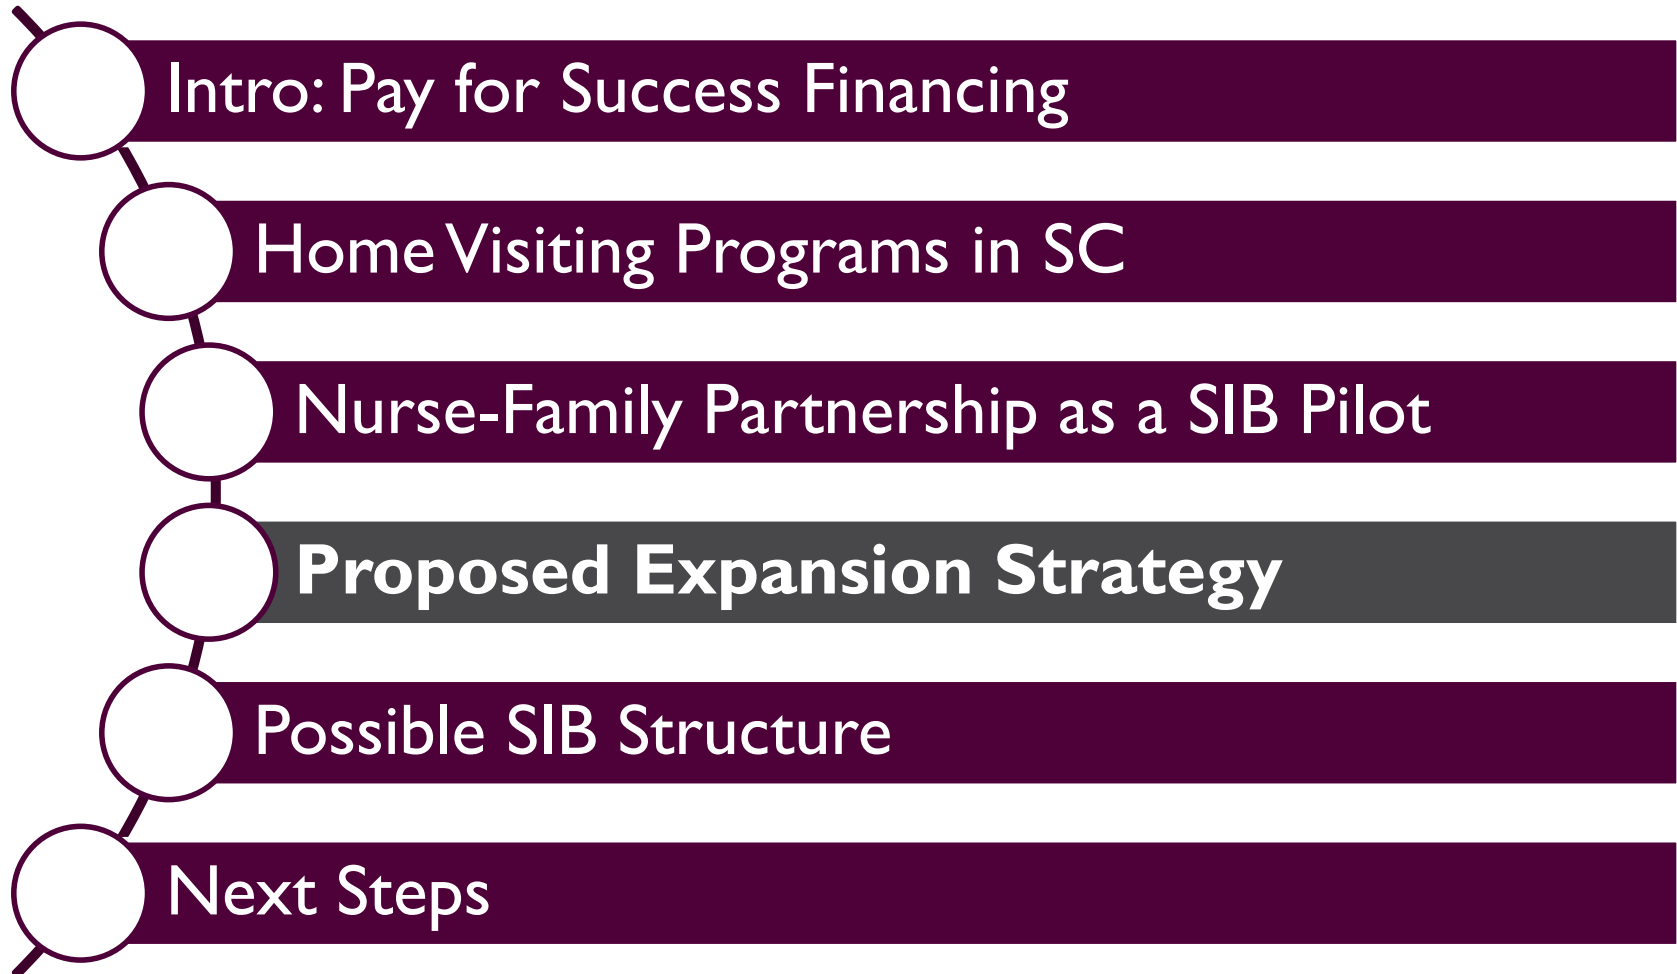 Intro: Pay for Success Financing
Home Visiting Programs in SC
Nurse-Family Partnership as a SIB Pilot
Proposed Expansion Strategy
Possible SIB Structure
Next Steps